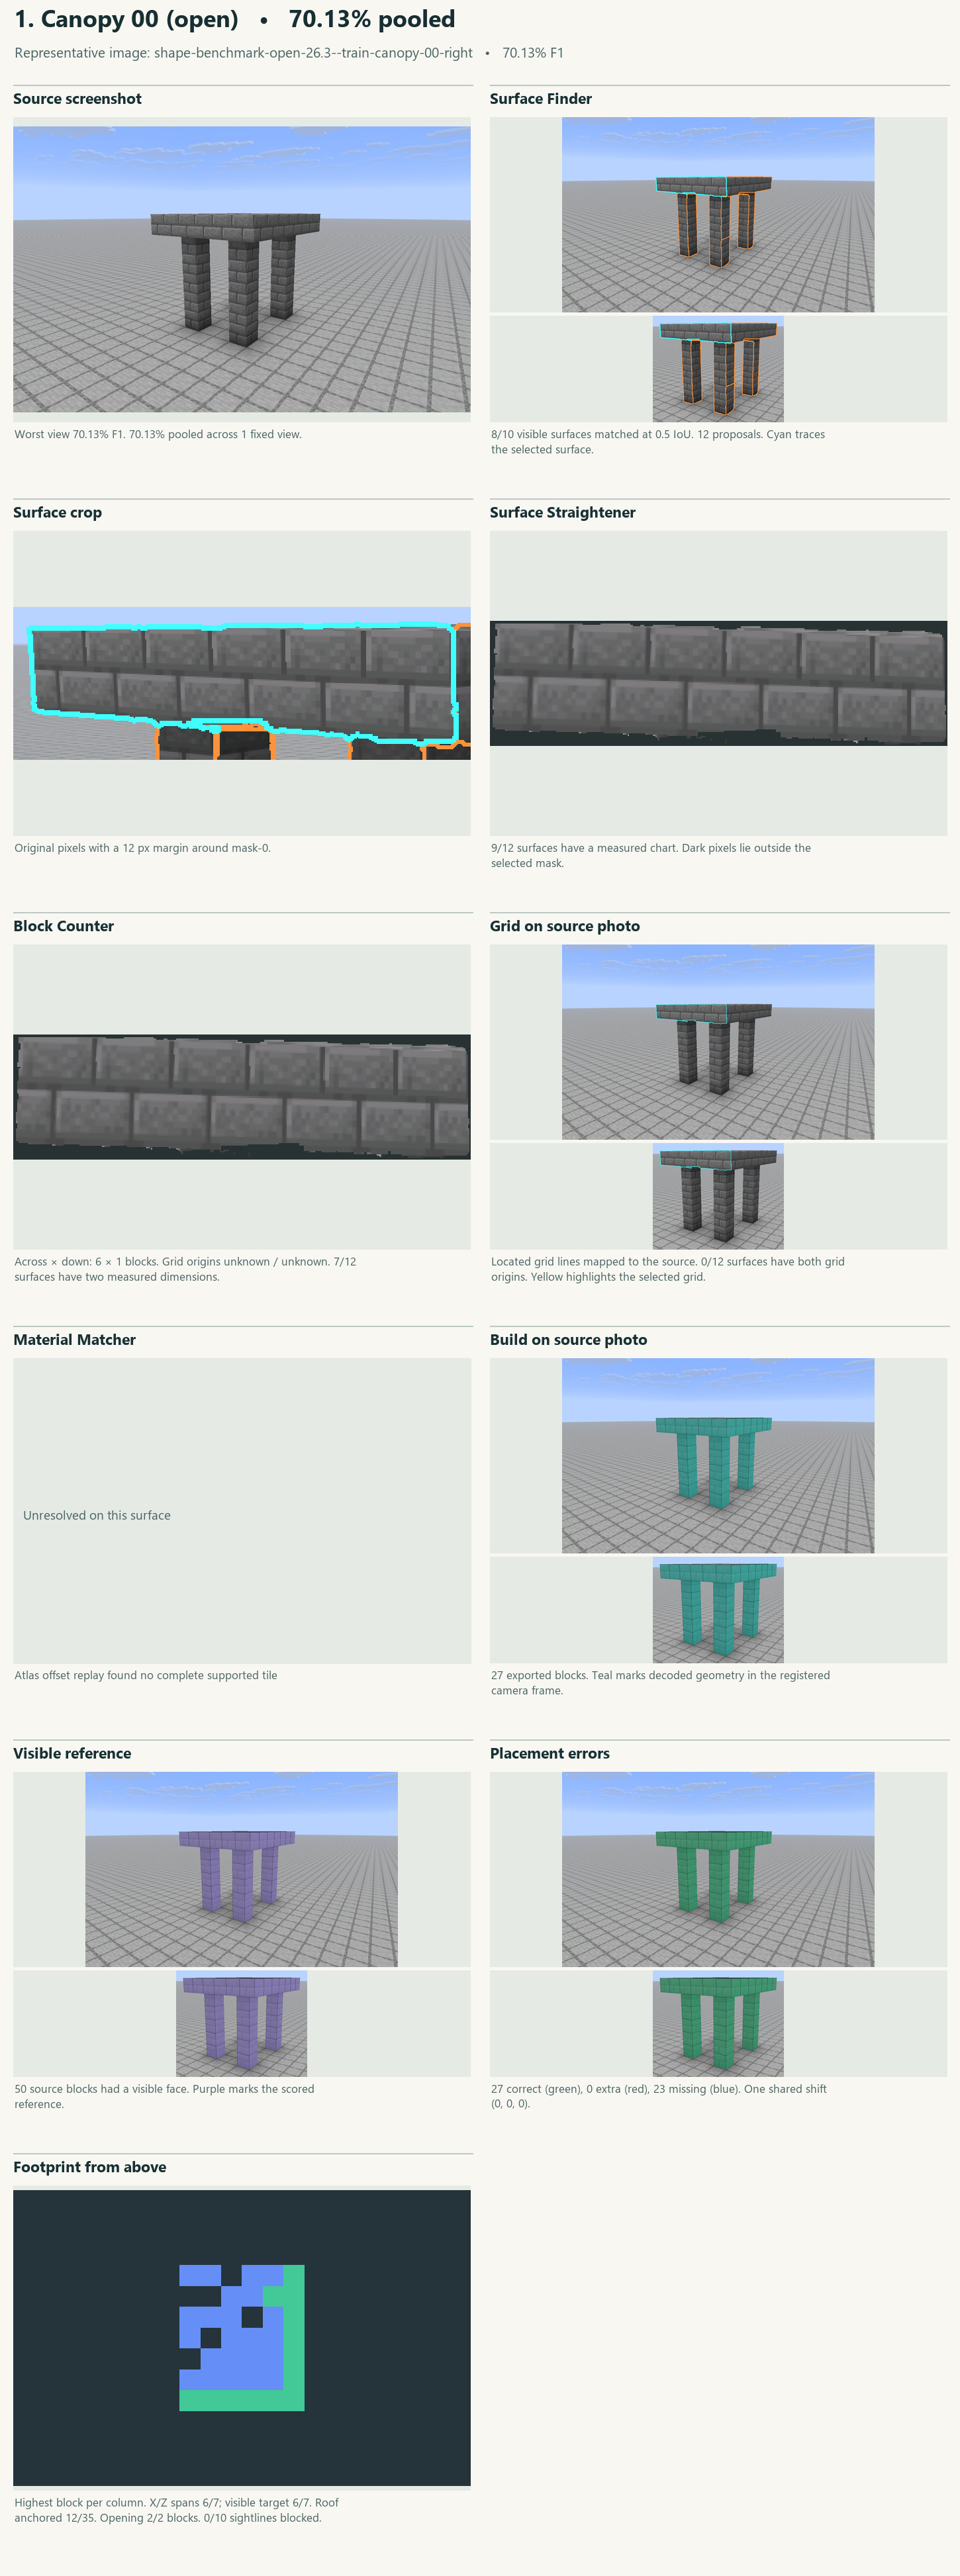 1. Canopy 00 (open) • 70.13% pooled
Representative image: shape-benchmark-open-26.3--train-canopy-00-right • 70.13% F1
Source screenshot
Surface Finder
Worst view 70.13% F1. 70.13% pooled across 1 fixed view.
8/10 visible surfaces matched at 0.5 IoU. 12 proposals. Cyan traces
the selected surface.
Surface crop
Surface Straightener
Original pixels with a 12 px margin around mask-0.
9/12 surfaces have a measured chart. Dark pixels lie outside the
selected mask.
Block Counter
Grid on source photo
Across × down: 6 × 1 blocks. Grid origins unknown / unknown. 7/12
surfaces have two measured dimensions.
Located grid lines mapped to the source. 0/12 surfaces have both grid
origins. Yellow highlights the selected grid.
Material Matcher
Build on source photo
Unresolved on this surface
Atlas offset replay found no complete supported tile
27 exported blocks. Teal marks decoded geometry in the registered
camera frame.
Visible reference
Placement errors
50 source blocks had a visible face. Purple marks the scored
reference.
27 correct (green), 0 extra (red), 23 missing (blue). One shared shift
(0, 0, 0).
Footprint from above
Highest block per column. X/Z spans 6/7; visible target 6/7. Roof
anchored 12/35. Opening 2/2 blocks. 0/10 sightlines blocked.